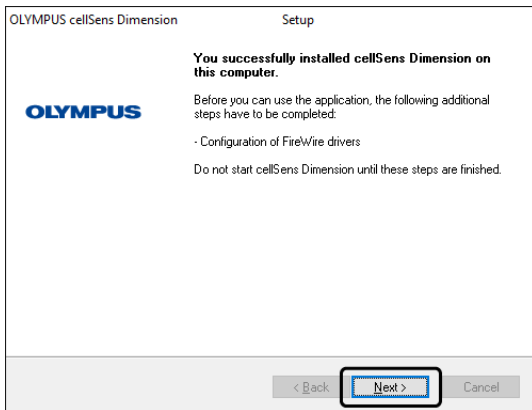 OLYMPUS cellSens Dimension Setup
You successfully installed cellSens Dimension on
this computer.
Before you can use the application, the following additional
steps have to be completed:
OLYMPUS
- Configuration of FireWire drivers
Do not start cellSens Dimension until these steps are finished.
< Back Next > Cancel